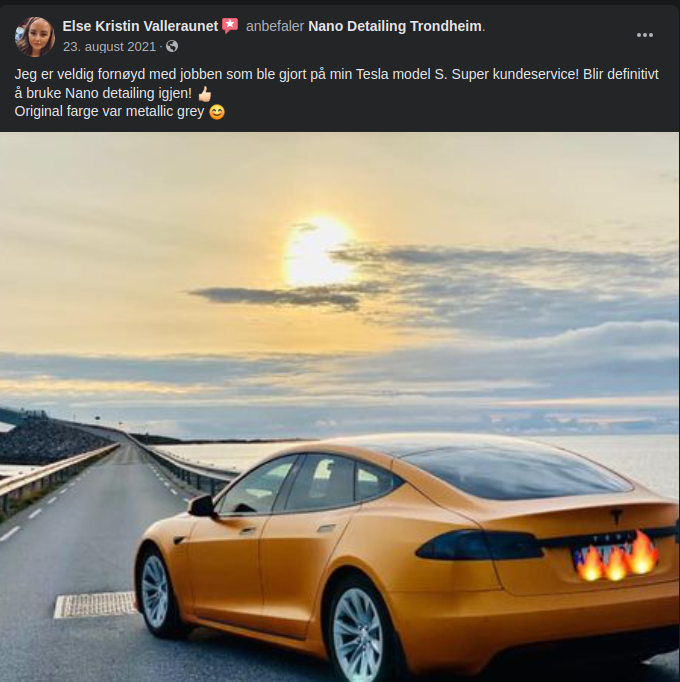 Else Kristin Valleraunet anbefaler Nano Detailing Trondheim.
23. august 2021 ·
Jeg er veldig fornøyd med jobben som ble gjort på min Tesla model S. Super kundeservice! Blir definitivt
å bruke Nano detailing igjen! 👍🏻
Original farge var metallic grey 😊